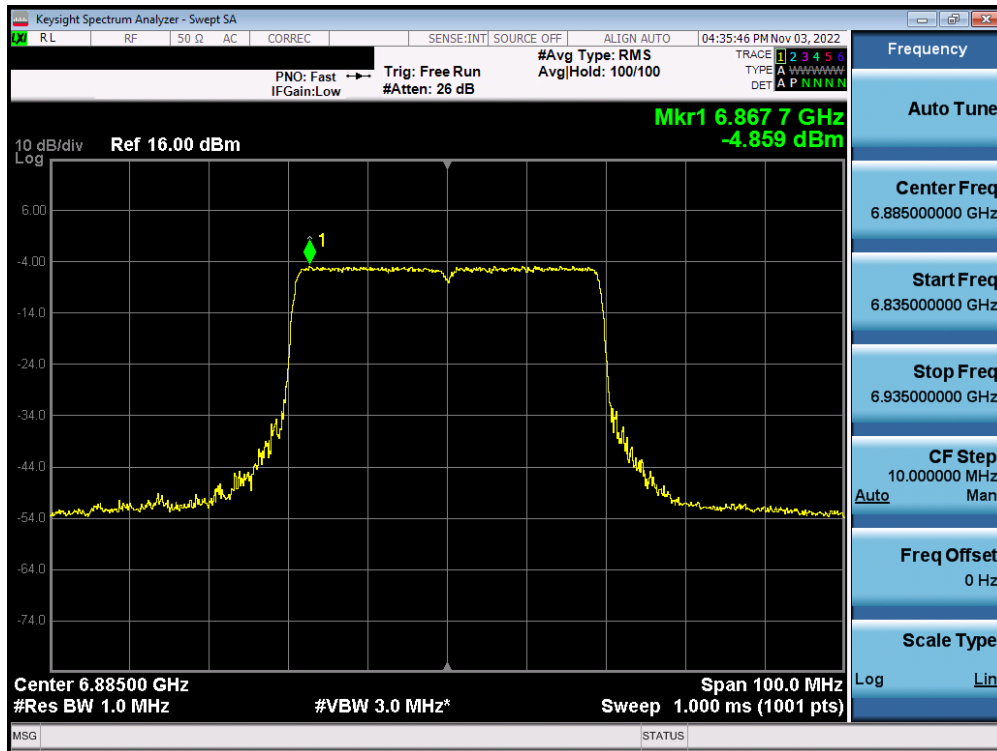 Keysight Spectrum Analyzer - Swept SA
LXI RL RF 50 Ω AC CORREC SENSE:INT SOURCE OFF ALIGN AUTO 04:35:46 PM Nov 03, 2022
PNO: Fast
IFGain:Low
Trig: Free Run
#Atten: 26 dB
#Avg Type: RMS
Avg|Hold: 100/100
TRACE 1 2 3 4 5 6
TYPE A WWWWW
DET A P N N N N
Mkr1 6.867 7 GHz
-4.859 dBm
10 dB/div Ref 16.00 dBm
Log
1
6.00
-4.00
-14.0
-24.0
-34.0
-44.0
-54.0
-64.0
-74.0
Center 6.88500 GHz Span 100.0 MHz
#Res BW 1.0 MHz #VBW 3.0 MHz* Sweep 1.000 ms (1001 pts)
MSG STATUS
Frequency
Auto Tune
Center Freq
6.885000000 GHz
Start Freq
6.835000000 GHz
Stop Freq
6.935000000 GHz
CF Step
10.000000 MHz
Auto Man
Freq Offset
0 Hz
Scale Type
Log Lin